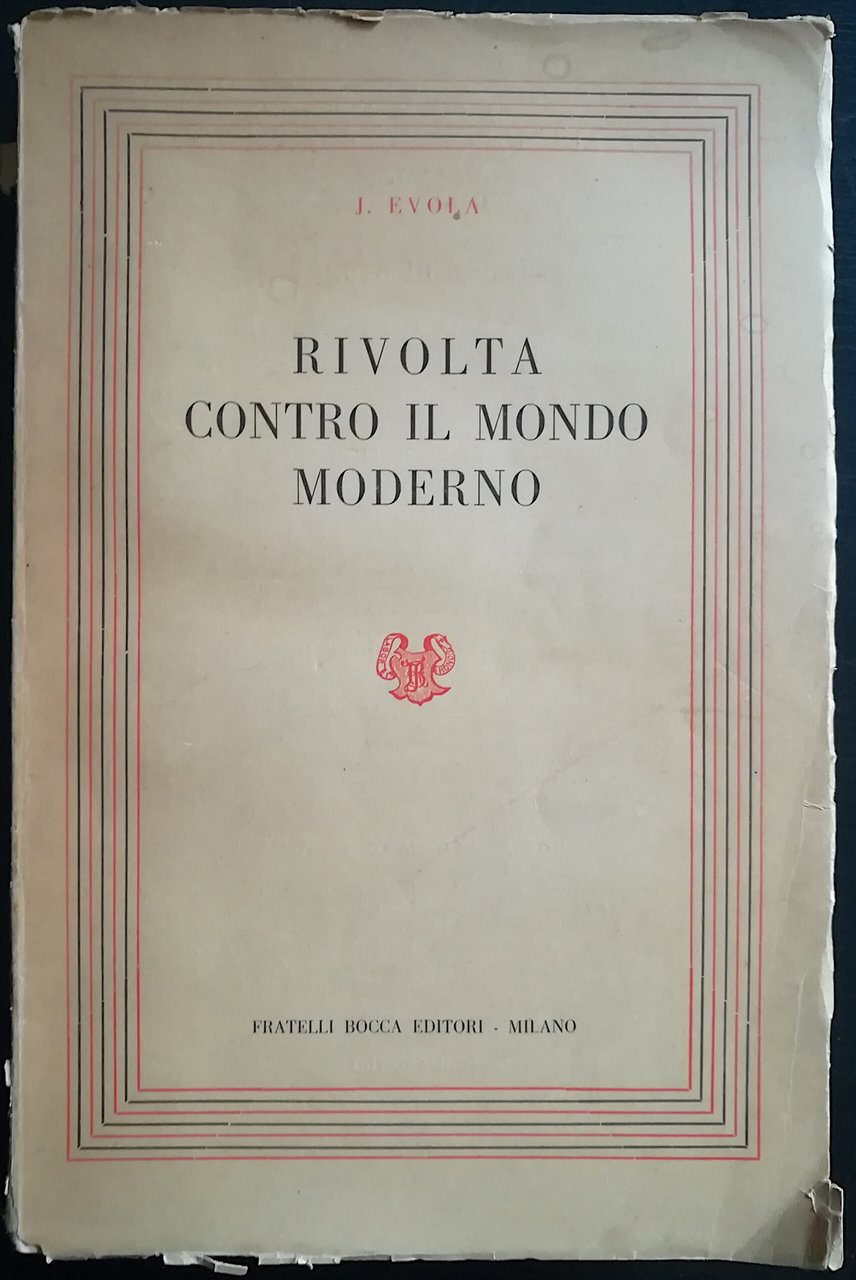 J. EVOLA
RIVOLTA
CONTRO IL MONDO
MODERNO
FRATELLI BOCCA EDITORI - MILANO